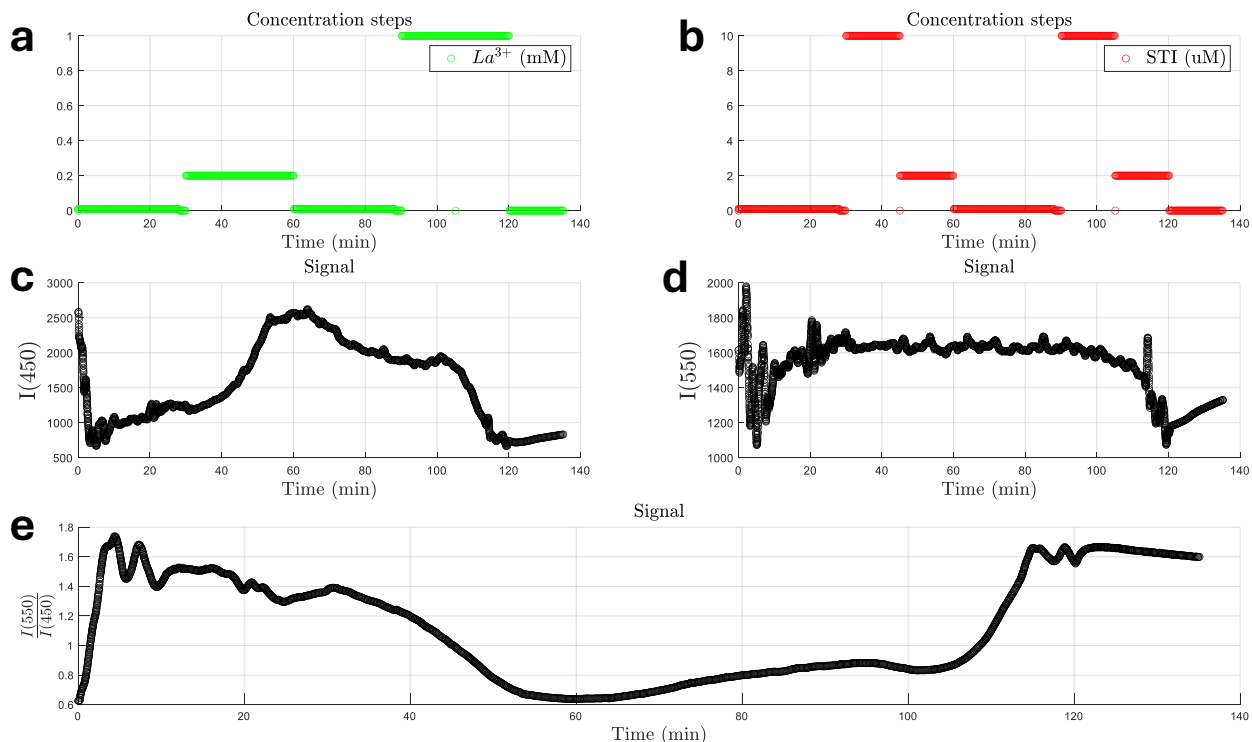 a
Concentration steps
La³⁺ (mM)
1
0.8
0.6
0.4
0.2
0
0 20 40 60 80 100 120 140
Time (min)
b
Concentration steps
STI (uM)
10
8
6
4
2
0
0 20 40 60 80 100 120 140
Time (min)
c
Signal
I(450)
3000
2500
2000
1500
1000
500
0 20 40 60 80 100 120 140
Time (min)
d
Signal
I(550)
2000
1800
1600
1400
1200
1000
0 20 40 60 80 100 120 140
Time (min)
e
Signal
I(550)
I(450)
1.8
1.6
1.4
1.2
1
0.8
0.6
0 20 40 60 80 100 120 140
Time (min)